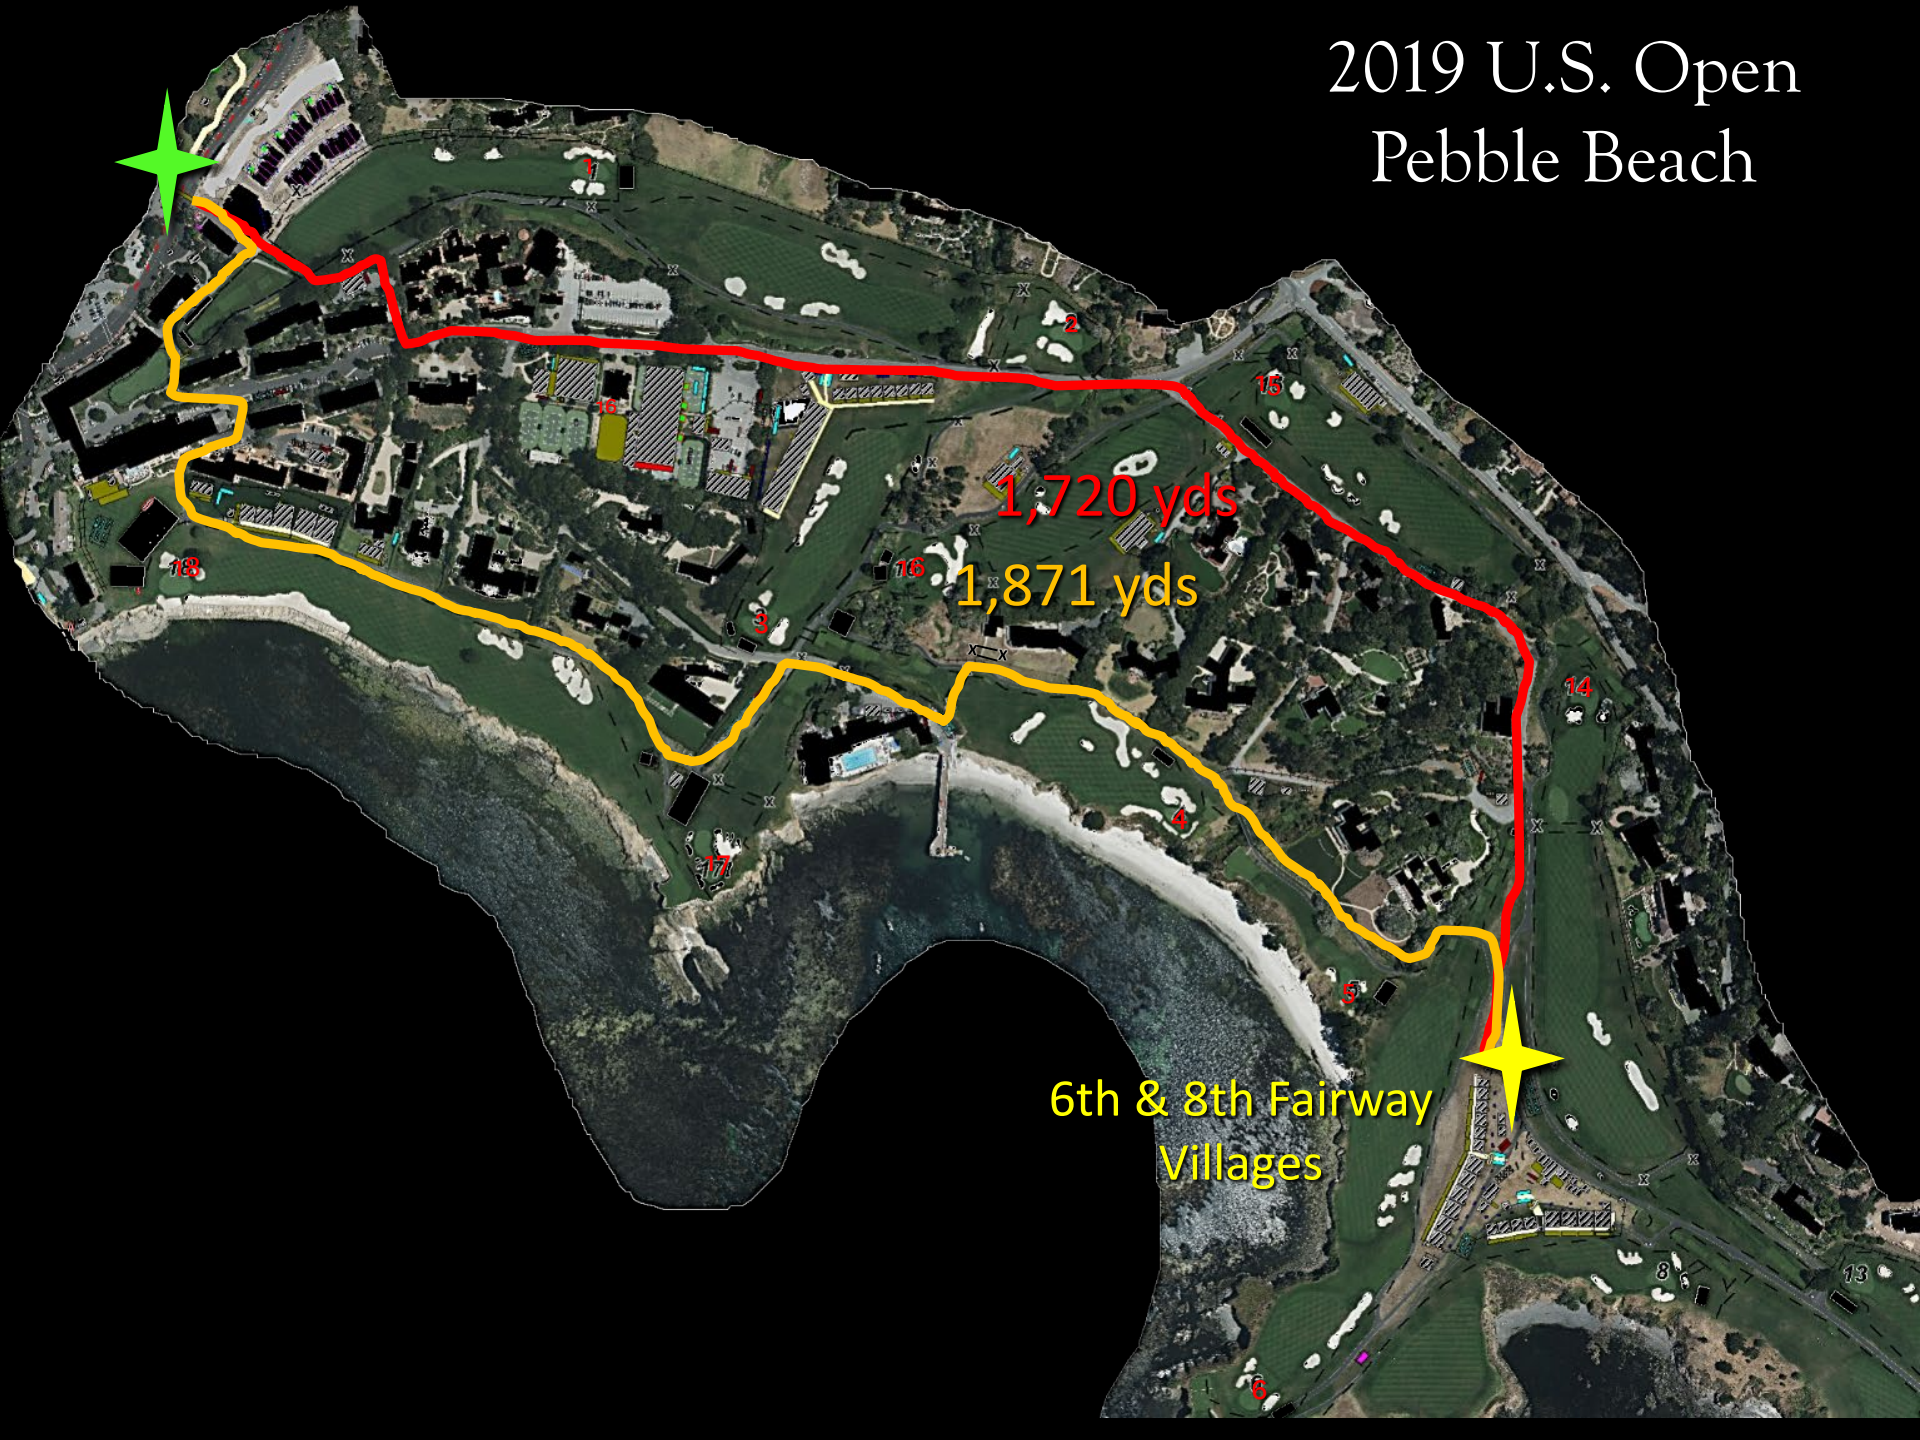 2019 U.S. Open
Pebble Beach
1
2
15
16
1,720 yds
18
16
1,871 yds
3
14
4
17
5
6th & 8th Fairway
Villages
8
13
6